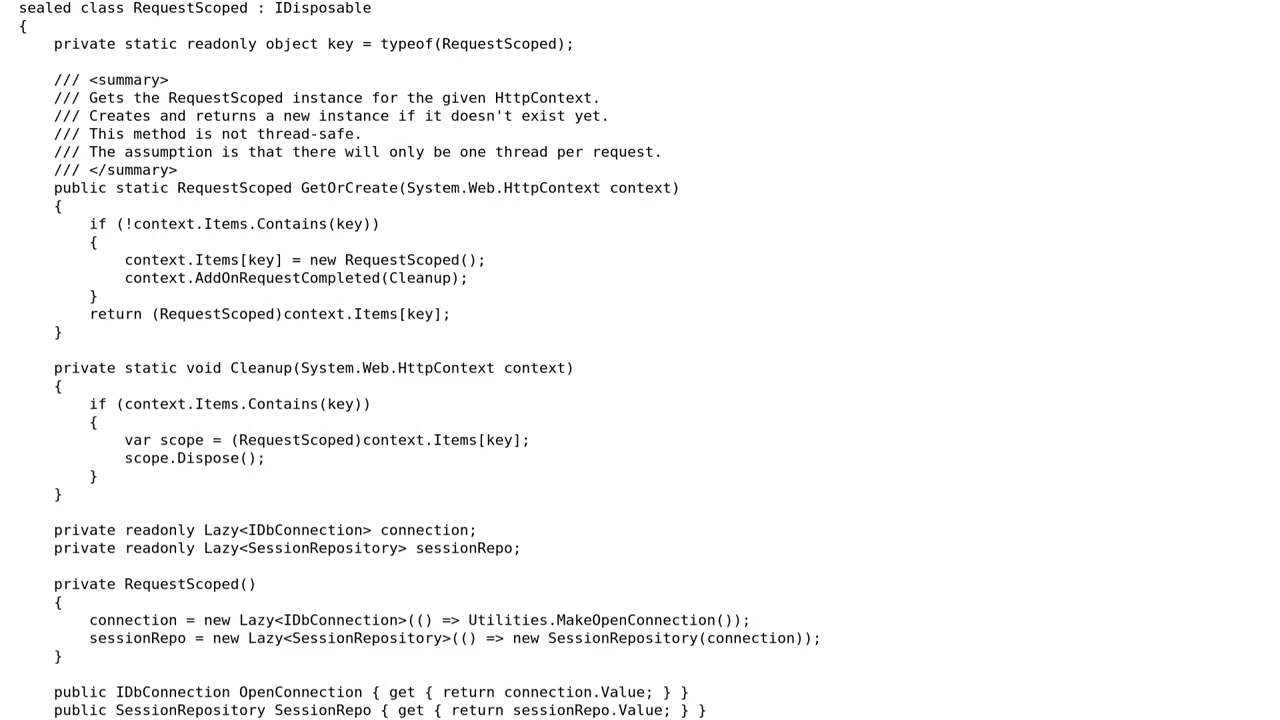 sealed class RequestScoped : IDisposable
{
    private static readonly object key = typeof(RequestScoped);

    /// <summary>
    /// Gets the RequestScoped instance for the given HttpContext.
    /// Creates and returns a new instance if it doesn't exist yet.
    /// This method is not thread-safe.
    /// The assumption is that there will only be one thread per request.
    /// </summary>
    public static RequestScoped GetOrCreate(System.Web.HttpContext context)
    {
        if (!context.Items.Contains(key))
        {
            context.Items[key] = new RequestScoped();
            context.AddOnRequestCompleted(Cleanup);
        }
        return (RequestScoped)context.Items[key];
    }

    private static void Cleanup(System.Web.HttpContext context)
    {
        if (context.Items.Contains(key))
        {
            var scope = (RequestScoped)context.Items[key];
            scope.Dispose();
        }
    }

    private readonly Lazy<IDbConnection> connection;
    private readonly Lazy<SessionRepository> sessionRepo;

    private RequestScoped()
    {
        connection = new Lazy<IDbConnection>(() => Utilities.MakeOpenConnection());
        sessionRepo = new Lazy<SessionRepository>(() => new SessionRepository(connection));
    }

    public IDbConnection OpenConnection { get { return connection.Value; } }
    public SessionRepository SessionRepo { get { return sessionRepo.Value; } }